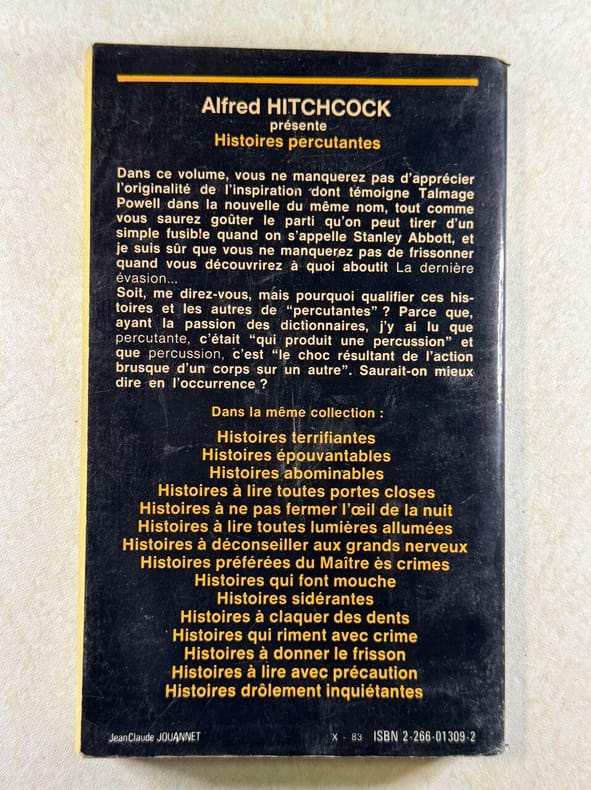 Alfred HITCHCOCK
présente
Histoires percutantes
Dans ce volume, vous ne manquerez pas d'apprécier
l'originalité de l'inspiration dont témoigne Talmage
Powell dans la nouvelle du même nom, tout comme
vous saurez goûter le parti qu'on peut tirer d'un
simple fusible quand on s'appelle Stanley Abbott, et
je suis sûr que vous ne manquerez pas de frissonner
quand vous découvrirez à quoi aboutit La dernière
évasion...
Soit, me direz-vous, mais pourquoi qualifier ces his-
toires et les autres de "percutantes" ? Parce que,
ayant la passion des dictionnaires, j'y ai lu que
percutante, c'était "qui produit une percussion" et
que percussion, c'est "le choc résultant de l'action
brusque d'un corps sur un autre". Saurait-on mieux
dire en l'occurrence ?
Dans la même collection :
Histoires terrifiantes
Histoires épouvantables
Histoires abominables
Histoires à lire toutes portes closes
Histoires à ne pas fermer l'œil de la nuit
Histoires à lire toutes lumières allumées
Histoires à déconseiller aux grands nerveux
Histoires préférées du Maître ès crimes
Histoires qui font mouche
Histoires sidérantes
Histoires à claquer des dents
Histoires qui riment avec crime
Histoires à donner le frisson
Histoires à lire avec précaution
Histoires drôlement inquiétantes
JeanClaude JOUANNET X - 83 ISBN 2-266-01309-2